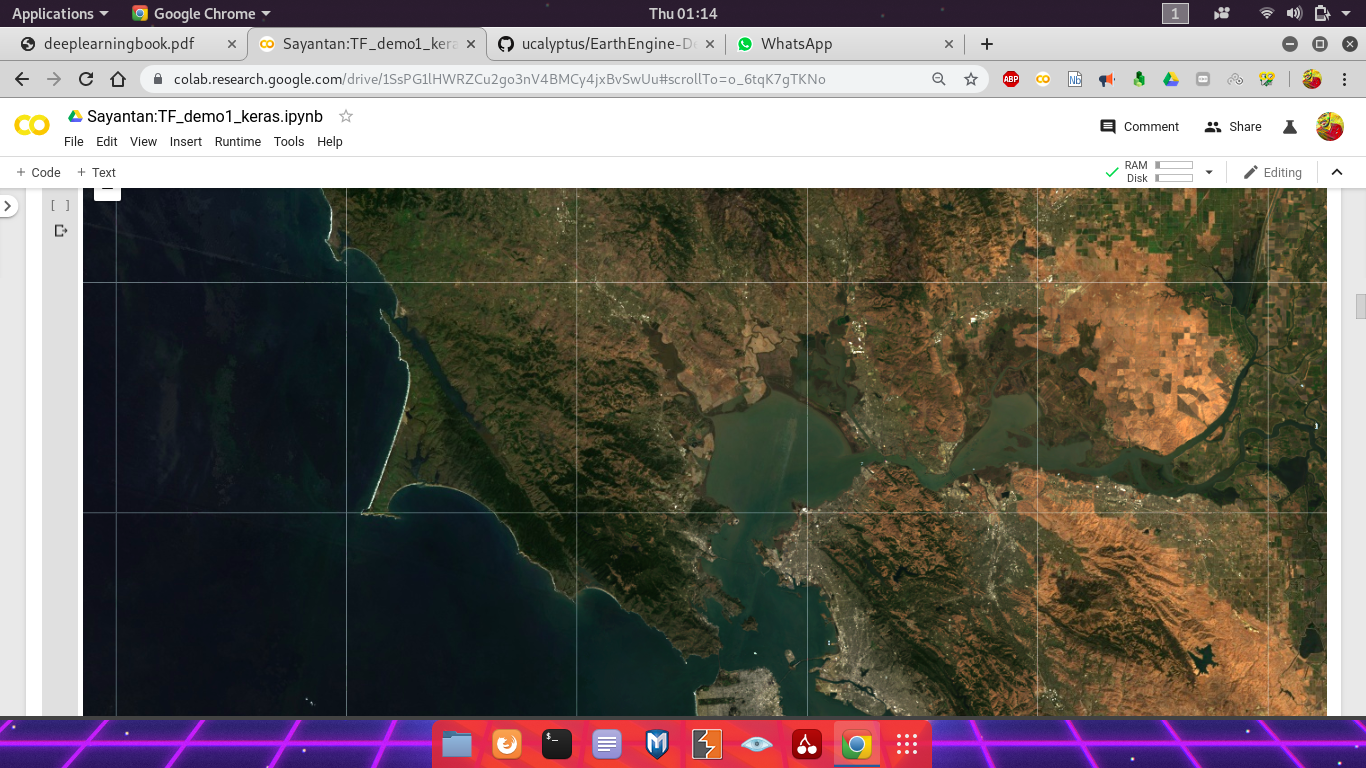 Applications Google Chrome Thu 01:14 1
deeplearningbook.pdf Sayantan:TF_demo1_kera ucalyptus/EarthEngine-De WhatsApp
colab.research.google.com/drive/1SsPG1lHWRZCu2go3nV4BMCy4jxBvSwUu#scrollTo=o_6tqK7gTKNo ABP Nb
Sayantan:TF_demo1_keras.ipynb
Comment Share
File Edit View Insert Runtime Tools Help
+ Code + Text RAM Disk Editing
[ ]
$_